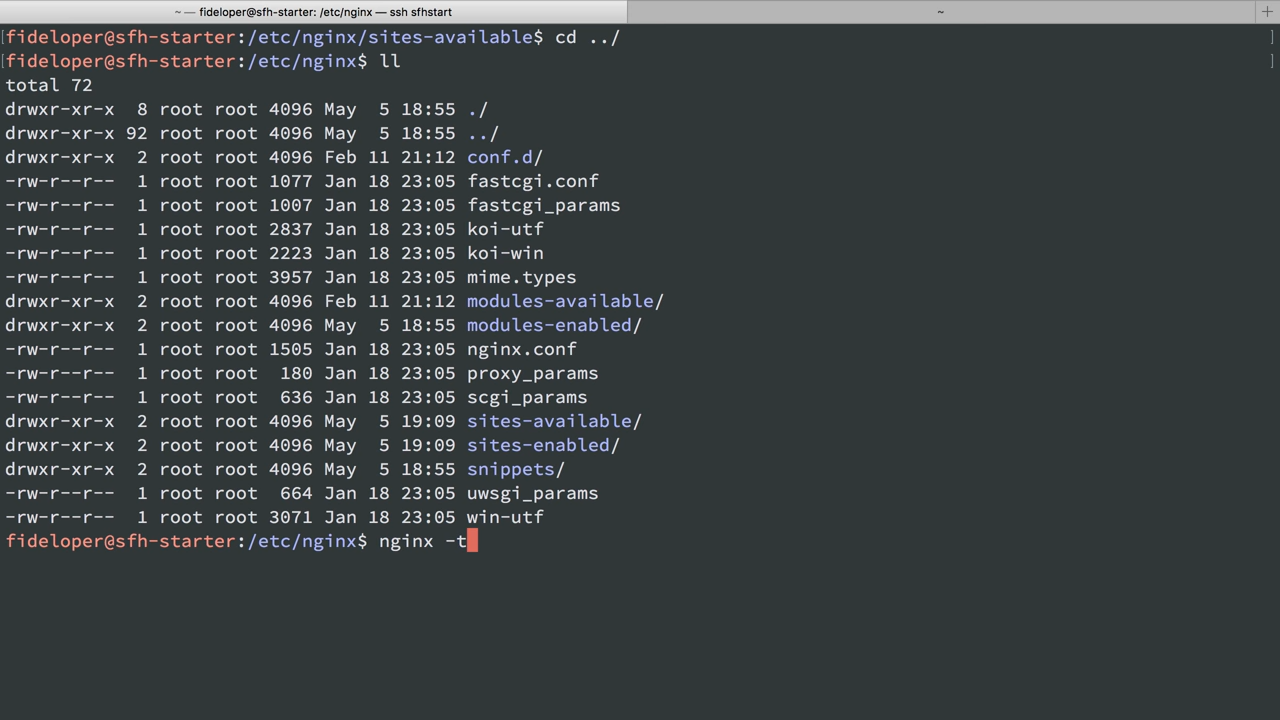 ~ — fideloper@sfh-starter: /etc/nginx — ssh sfhstart
~
+
[fideloper@sfh-starter:/etc/nginx/sites-available$ cd ../ ]
[fideloper@sfh-starter:/etc/nginx$ ll ]
total 72
drwxr-xr-x  8 root root 4096 May  5 18:55 ./
drwxr-xr-x 92 root root 4096 May  5 18:55 ../
drwxr-xr-x  2 root root 4096 Feb 11 21:12 conf.d/
-rw-r--r--  1 root root 1077 Jan 18 23:05 fastcgi.conf
-rw-r--r--  1 root root 1007 Jan 18 23:05 fastcgi_params
-rw-r--r--  1 root root 2837 Jan 18 23:05 koi-utf
-rw-r--r--  1 root root 2223 Jan 18 23:05 koi-win
-rw-r--r--  1 root root 3957 Jan 18 23:05 mime.types
drwxr-xr-x  2 root root 4096 Feb 11 21:12 modules-available/
drwxr-xr-x  2 root root 4096 May  5 18:55 modules-enabled/
-rw-r--r--  1 root root 1505 Jan 18 23:05 nginx.conf
-rw-r--r--  1 root root  180 Jan 18 23:05 proxy_params
-rw-r--r--  1 root root  636 Jan 18 23:05 scgi_params
drwxr-xr-x  2 root root 4096 May  5 19:09 sites-available/
drwxr-xr-x  2 root root 4096 May  5 19:09 sites-enabled/
drwxr-xr-x  2 root root 4096 May  5 18:55 snippets/
-rw-r--r--  1 root root  664 Jan 18 23:05 uwsgi_params
-rw-r--r--  1 root root 3071 Jan 18 23:05 win-utf
fideloper@sfh-starter:/etc/nginx$ nginx -t